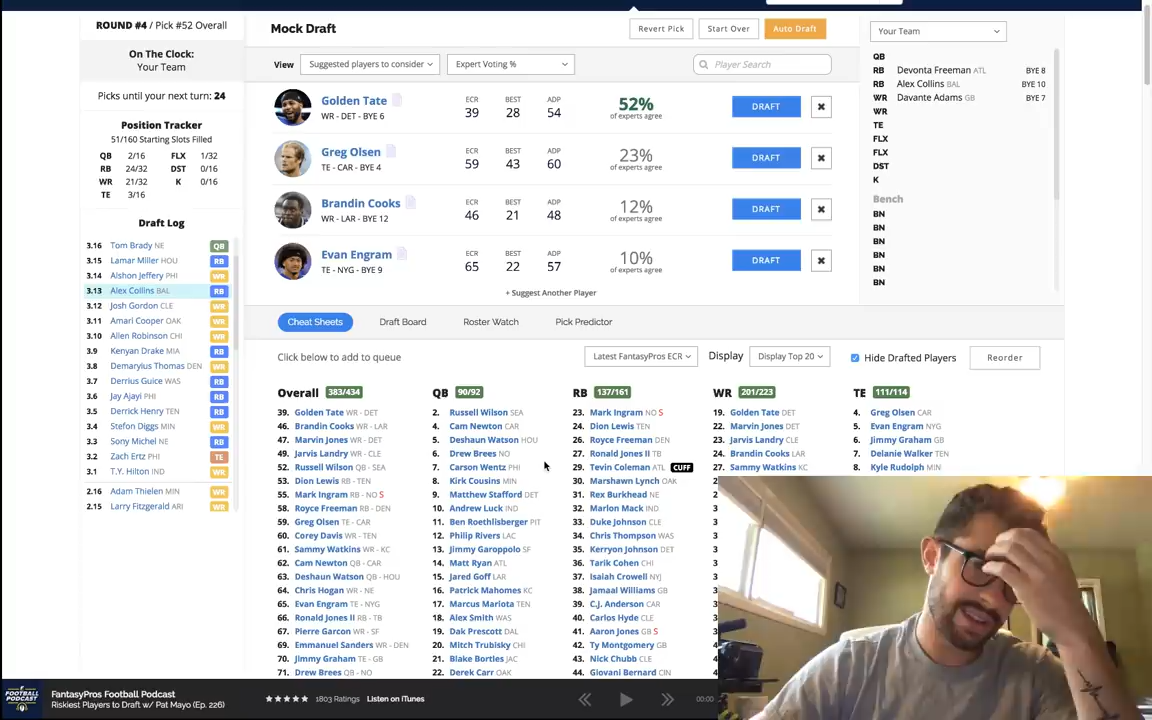 ROUND #4 / Pick #52 Overall
On The Clock:
Your Team
Picks until your next turn: 24
Position Tracker
51/160 Starting Slots Filled
QB 2/16 FLX 1/32
RB 24/32 DST 0/16
WR 21/32 K 0/16
TE 3/16
Draft Log
3.16 Tom Brady NE QB
3.15 Lamar Miller HOU RB
3.14 Alshon Jeffery PHI WR
3.13 Alex Collins BAL RB
3.12 Josh Gordon CLE WR
3.11 Amari Cooper OAK WR
3.10 Allen Robinson CHI WR
3.9 Kenyan Drake MIA RB
3.8 Demaryius Thomas DEN WR
3.7 Derrius Guice WAS RB
3.6 Jay Ajayi PHI RB
3.5 Derrick Henry TEN RB
3.4 Stefon Diggs MIN WR
3.3 Sony Michel NE RB
3.2 Zach Ertz PHI TE
3.1 T.Y. Hilton IND WR
2.16 Adam Thielen MIN WR
2.15 Larry Fitzgerald ARI WR
Mock Draft
Revert Pick Start Over Auto Draft
View Suggested players to consider Expert Voting % Player Search
Golden Tate ECR BEST ADP 52%
WR - DET - BYE 6 39 28 54 of experts agree DRAFT
Greg Olsen ECR BEST ADP 23%
TE - CAR - BYE 4 59 43 60 of experts agree DRAFT
Brandin Cooks ECR BEST ADP 12%
WR - LAR - BYE 12 46 21 48 of experts agree DRAFT
Evan Engram ECR BEST ADP 10%
TE - NYG - BYE 9 65 22 57 of experts agree DRAFT
+ Suggest Another Player
Your Team
QB
RB Devonta Freeman ATL BYE 8
RB Alex Collins BAL BYE 10
WR Davante Adams GB BYE 7
WR
TE
FLX
FLX
DST
K
Bench
BN
BN
BN
BN
BN
BN
Cheat Sheets Draft Board Roster Watch Pick Predictor
Click below to add to queue Latest FantasyPros ECR Display Display Top 20 Hide Drafted Players Reorder
Overall 383/434
39. Golden Tate WR - DET
46. Brandin Cooks WR - LAR
47. Marvin Jones WR - DET
49. Jarvis Landry WR - CLE
52. Russell Wilson QB - SEA
53. Dion Lewis RB - TEN
55. Mark Ingram RB - NO S
58. Royce Freeman RB - DEN
59. Greg Olsen TE - CAR
60. Corey Davis WR - TEN
61. Sammy Watkins WR - KC
62. Cam Newton QB - CAR
63. Deshaun Watson QB - HOU
64. Chris Hogan WR - NE
65. Evan Engram TE - NYG
66. Ronald Jones II RB - TB
67. Pierre Garcon WR - SF
69. Emmanuel Sanders WR - DEN
70. Jimmy Graham TE - GB
71. Drew Brees QB - NO
QB 90/92
2. Russell Wilson SEA
4. Cam Newton CAR
5. Deshaun Watson HOU
6. Drew Brees NO
7. Carson Wentz PHI
8. Kirk Cousins MIN
9. Matthew Stafford DET
10. Andrew Luck IND
11. Ben Roethlisberger PIT
12. Philip Rivers LAC
13. Jimmy Garoppolo SF
14. Matt Ryan ATL
15. Jared Goff LAR
16. Patrick Mahomes KC
17. Marcus Mariota TEN
18. Alex Smith WAS
19. Dak Prescott DAL
20. Mitch Trubisky CHI
21. Blake Bortles JAC
22. Derek Carr OAK
RB 137/161
23. Mark Ingram NO S
24. Dion Lewis TEN
26. Royce Freeman DEN
27. Ronald Jones II TB
29. Tevin Coleman ATL CUFF
30. Marshawn Lynch OAK
31. Rex Burkhead NE
32. Marlon Mack IND
33. Duke Johnson CLE
34. Chris Thompson WAS
35. Kerryon Johnson DET
36. Tarik Cohen CHI
37. Isaiah Crowell NYJ
38. Jamaal Williams GB
39. C.J. Anderson CAR
40. Carlos Hyde CLE
41. Aaron Jones GB S
42. Ty Montgomery GB
43. Nick Chubb CLE
44. Giovani Bernard CIN
WR 201/223
19. Golden Tate DET
22. Marvin Jones DET
23. Jarvis Landry CLE
24. Brandin Cooks LAR
27. Sammy Watkins KC
TE 111/114
4. Greg Olsen CAR
5. Evan Engram NYG
6. Jimmy Graham GB
7. Delanie Walker TEN
8. Kyle Rudolph MIN
FOOTBALL PODCAST
FantasyPros Football Podcast
Riskiest Players to Draft w/ Pat Mayo (Ep. 226)
1803 Ratings Listen on iTunes
00:00